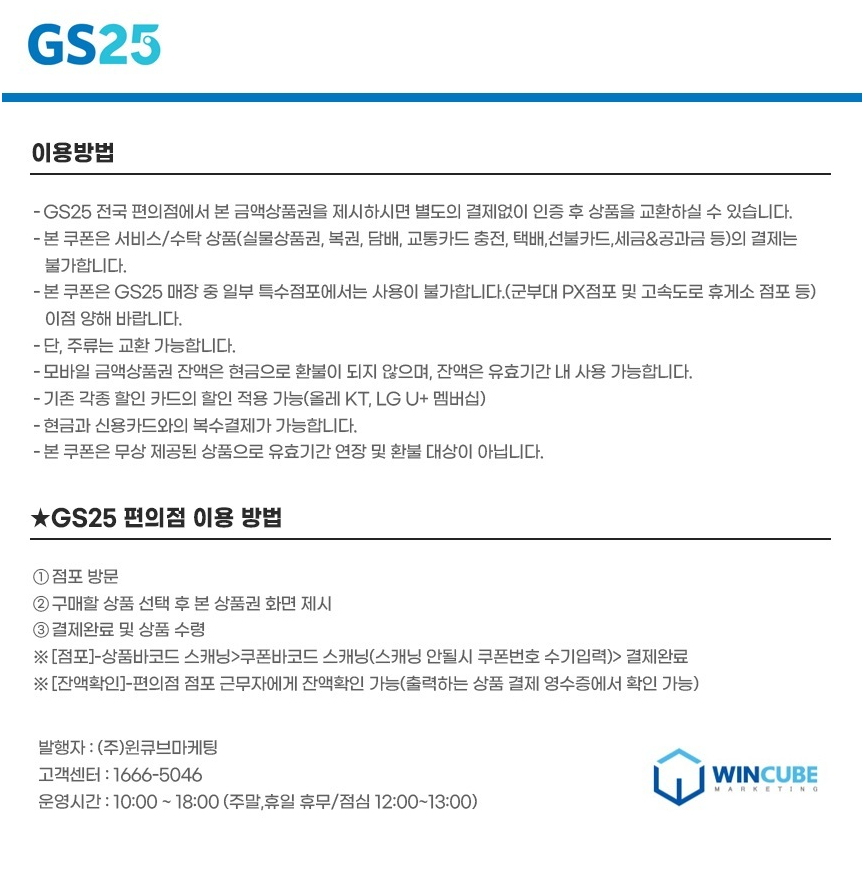 GS25
이용방법
- GS25 전국 편의점에서 본 금액상품권을 제시하시면 별도의 결제없이 인증 후 상품을 교환하실 수 있습니다.
- 본 쿠폰은 서비스/수탁 상품(실물상품권, 복권, 담배, 교통카드 충전, 택배,선불카드,세금&공과금 등)의 결제는
불가합니다.
- 본 쿠폰은 GS25 매장 중 일부 특수점포에서는 사용이 불가합니다.(군부대 PX점포 및 고속도로 휴게소 점포 등)
이점 양해 바랍니다.
- 단, 주류는 교환 가능합니다.
- 모바일 금액상품권 잔액은 현금으로 환불이 되지 않으며, 잔액은 유효기간 내 사용 가능합니다.
- 기존 각종 할인 카드의 할인 적용 가능(올레 KT, LG U+ 멤버십)
- 현금과 신용카드와의 복수결제가 가능합니다.
- 본 쿠폰은 무상 제공된 상품으로 유효기간 연장 및 환불 대상이 아닙니다.
★GS25 편의점 이용 방법
① 점포 방문
② 구매할 상품 선택 후 본 상품권 화면 제시
③ 결제완료 및 상품 수령
※ [점포]-상품바코드 스캐닝>쿠폰바코드 스캐닝(스캐닝 안될시 쿠폰번호 수기입력)> 결제완료
※ [잔액확인]-편의점 점포 근무자에게 잔액확인 가능(출력하는 상품 결제 영수증에서 확인 가능)
발행자 : (주)윈큐브마케팅
고객센터 : 1666-5046
운영시간 : 10:00 ~ 18:00 (주말,휴일 휴무/점심 12:00~13:00)
WINCUBE
MARKETING